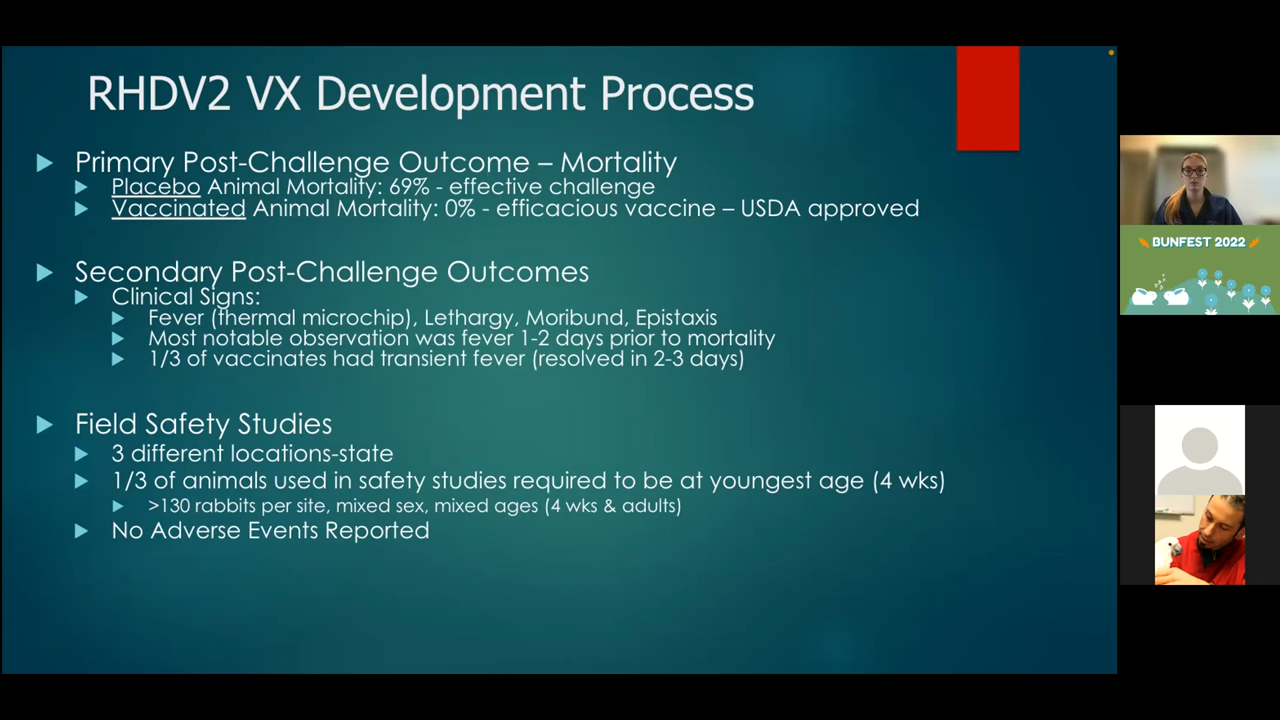 RHDV2 VX Development Process
Primary Post-Challenge Outcome – Mortality
Placebo Animal Mortality: 69% - effective challenge
Vaccinated Animal Mortality: 0% - efficacious vaccine – USDA approved
Secondary Post-Challenge Outcomes
Clinical Signs:
Fever (thermal microchip), Lethargy, Moribund, Epistaxis
Most notable observation was fever 1-2 days prior to mortality
1/3 of vaccinates had transient fever (resolved in 2-3 days)
Field Safety Studies
3 different locations-state
1/3 of animals used in safety studies required to be at youngest age (4 wks)
>130 rabbits per site, mixed sex, mixed ages (4 wks & adults)
No Adverse Events Reported
BUNFEST 2022